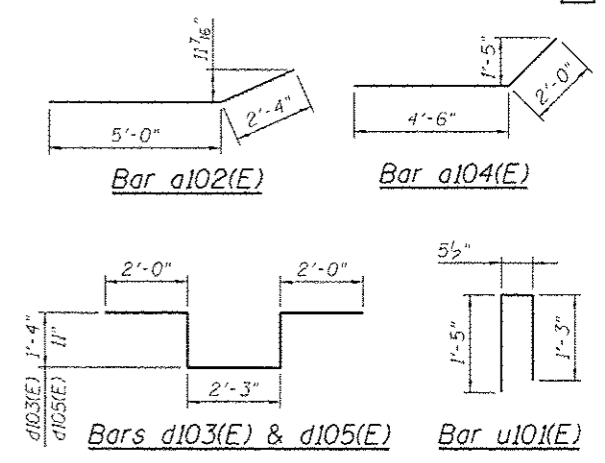 11 7/16"
2'-4"
5'-0"
Bar a102(E)
1'-5"
2'-0"
4'-6"
Bar a104(E)
2'-0"
2'-0"
1'-4"
11"
d103(E)
d105(E)
2'-3"
Bars d103(E) & d105(E)
5½"
1'-5"
1'-3"
Bar u101(E)